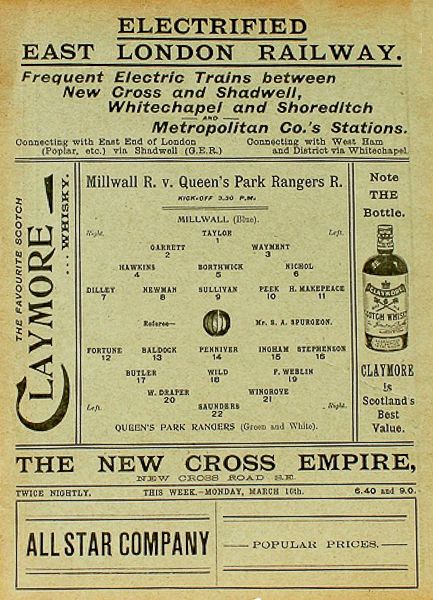 ELECTRIFIED
EAST LONDON RAILWAY.
Frequent Electric Trains between
New Cross and Shadwell,
Whitechapel and Shoreditch
— AND —
Metropolitan Co.'s Stations.
Connecting with East End of London
(Poplar, etc.) via Shadwell (G.E.R.)
Connecting with West Ham
and District via Whitechapel.
THE FAVOURITE SCOTCH
CLAYMORE
... WHISKY.
Millwall R. v. Queen's Park Rangers R.
KICK-OFF 3.30 P.M.
MILLWALL (Blue).
Right. TAYLOR Left.
1
GARRETT WAYMENT
2 3
HAWKINS BORTHWICK NICHOL
4 5 6
DILLEY NEWMAN SULLIVAN PEEK H. MAKEPEACE
7 8 9 10 11
Referee— Mr. S. A. SPURGEON.
FORTUNE BALDOCK PENNIVER INGHAM STEPHENSON
12 13 14 15 16
BUTLER WILD F. WEBLIN
17 18 19
W. DRAPER WINGROVE
20 21
Left. SAUNDERS Right.
22
QUEEN'S PARK RANGERS (Green and White).
Note
THE
Bottle.
CLAYMORE
SCOTCH WHISKY
CLAYMORE
is
Scotland's
Best
Value.
THE NEW CROSS EMPIRE,
NEW CROSS ROAD S.E.
TWICE NIGHTLY. THIS WEEK.—MONDAY, MARCH 16th. 6.40 and 9.0.
ALL STAR COMPANY
— POPULAR PRICES. —